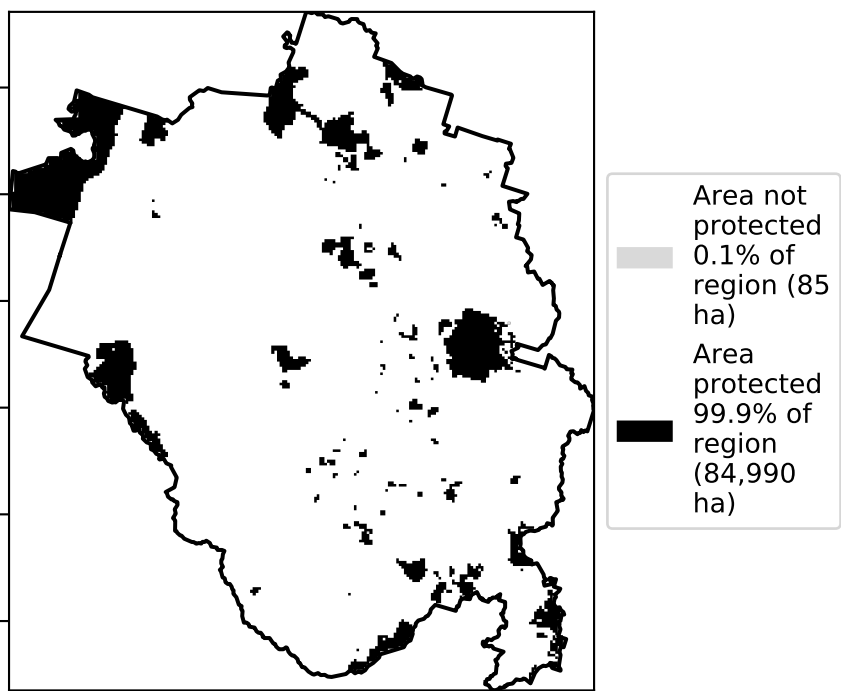 Area not
protected
0.1% of
region (85
ha)
Area
protected
99.9% of
region
(84,990
ha)